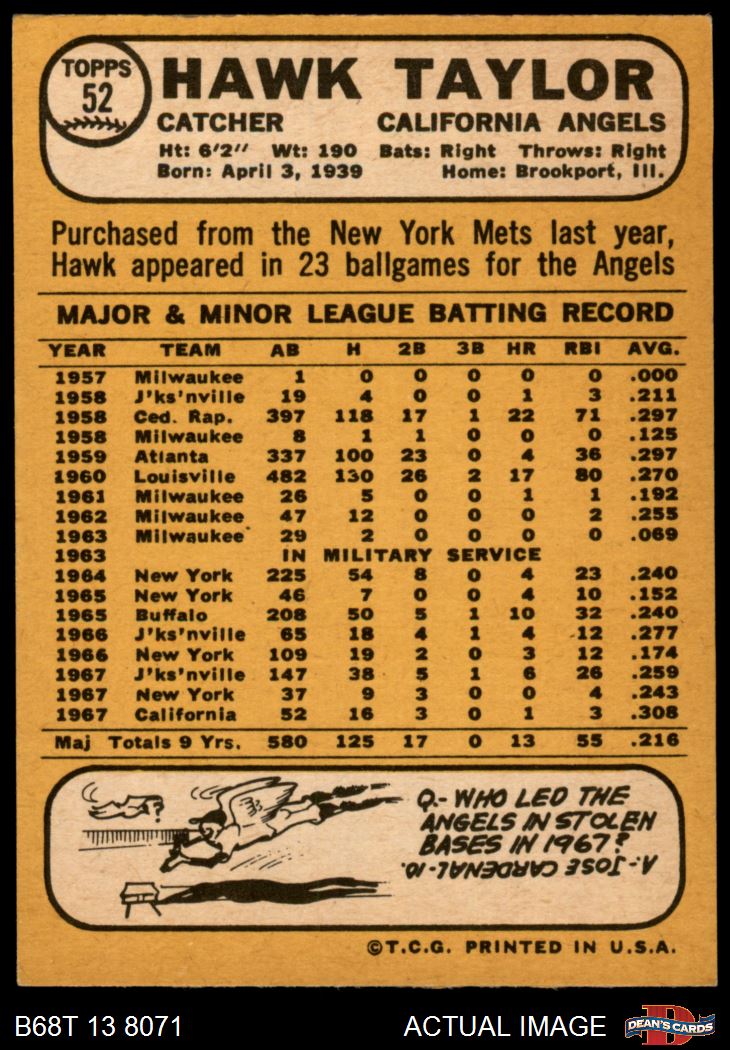 TOPPS
52
HAWK TAYLOR
CATCHER CALIFORNIA ANGELS
Ht: 6'2" Wt: 190 Bats: Right Throws: Right
Born: April 3, 1939 Home: Brookport, Ill.
Purchased from the New York Mets last year,
Hawk appeared in 23 ballgames for the Angels
MAJOR & MINOR LEAGUE BATTING RECORD
YEAR TEAM AB H 2B 3B HR RBI AVG.
1957 Milwaukee 1 0 0 0 0 0 .000
1958 J'ks'nville 19 4 0 0 1 3 .211
1958 Ced. Rap. 397 118 17 1 22 71 .297
1958 Milwaukee 8 1 1 0 0 0 .125
1959 Atlanta 337 100 23 0 4 36 .297
1960 Louisville 482 130 26 2 17 80 .270
1961 Milwaukee 26 5 0 0 1 1 .192
1962 Milwaukee 47 12 0 0 0 2 .255
1963 Milwaukee 29 2 0 0 0 0 .069
1963 IN MILITARY SERVICE
1964 New York 225 54 8 0 4 23 .240
1965 New York 46 7 0 0 4 10 .152
1965 Buffalo 208 50 5 1 10 32 .240
1966 J'ks'nville 65 18 4 1 4 12 .277
1966 New York 109 19 2 0 3 12 .174
1967 J'ks'nville 147 38 5 1 6 26 .259
1967 New York 37 9 3 0 0 4 .243
1967 California 52 16 3 0 1 3 .308
Maj Totals 9 Yrs. 580 125 17 0 13 55 .216
Q.- WHO LED THE
ANGELS IN STOLEN
BASES IN 1967?
A.- JOSE CARDENAL-10.
©T.C.G. PRINTED IN U.S.A.
B68T 13 8071 ACTUAL IMAGE D DEAN'S CARDS